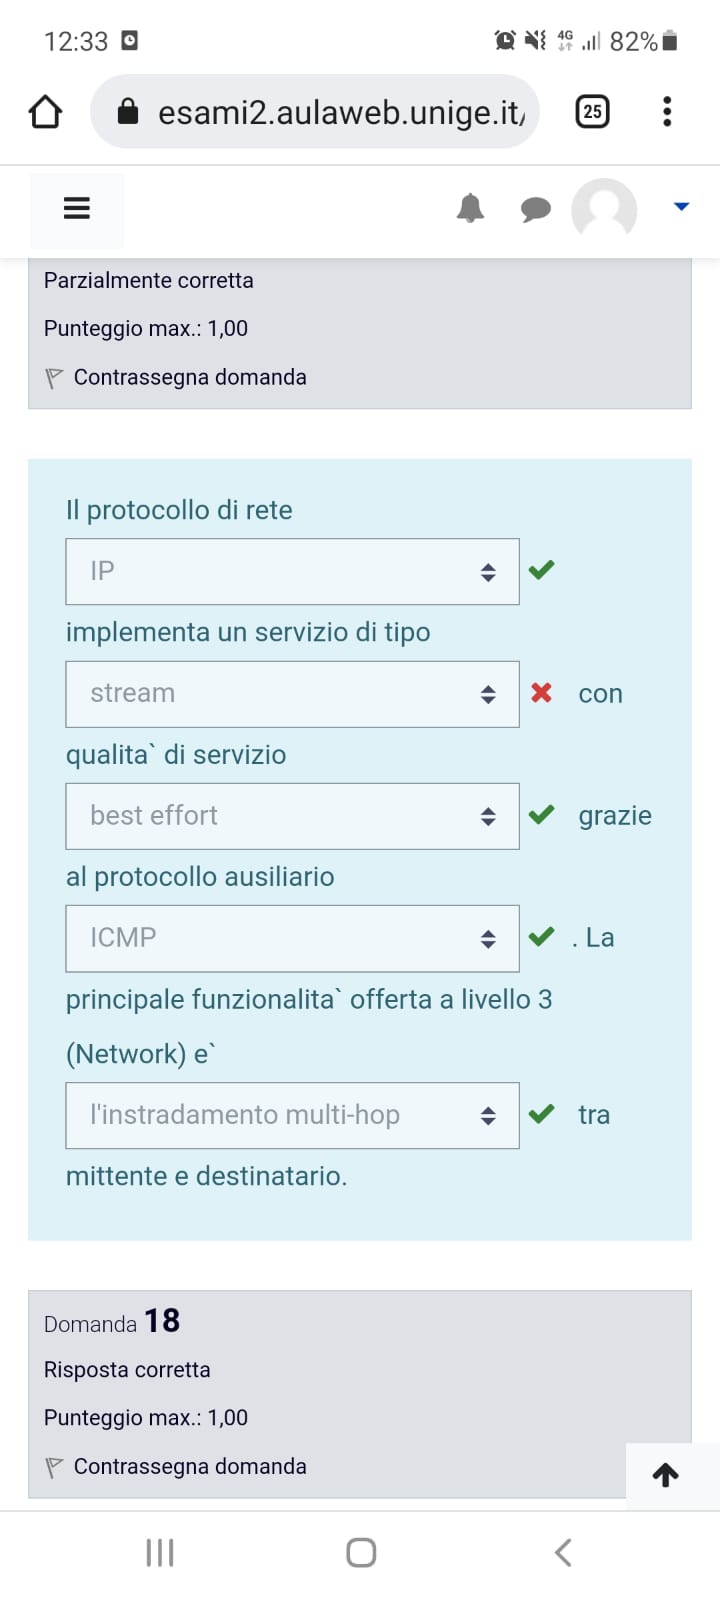 12:33
4G
82%
esami2.aulaweb.unige.it/
25
Parzialmente corretta
Punteggio max.: 1,00
Contrassegna domanda
Il protocollo di rete
IP
implementa un servizio di tipo
stream con
qualita` di servizio
best effort grazie
al protocollo ausiliario
ICMP . La
principale funzionalita` offerta a livello 3
(Network) e`
l'instradamento multi-hop tra
mittente e destinatario.
Domanda 18
Risposta corretta
Punteggio max.: 1,00
Contrassegna domanda